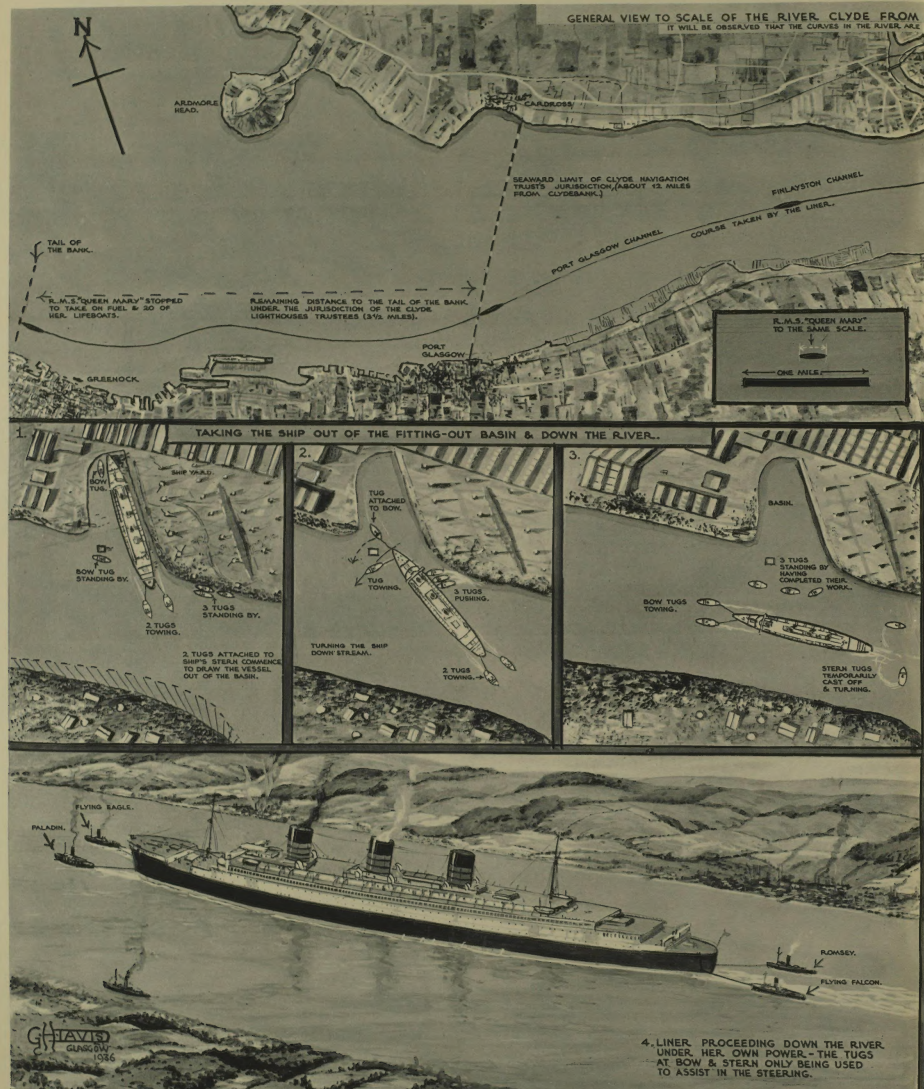 GENERAL VIEW TO SCALE OF THE RIVER CLYDE FROM
IT WILL BE OBSERVED THAT THE CURVES IN THE RIVER ARE
N
ARDMORE
HEAD.
CARDROSS
SEAWARD LIMIT OF CLYDE NAVIGATION
TRUST'S JURISDICTION, (ABOUT 12 MILES
FROM CLYDEBANK.)
FINLAYSTON CHANNEL
PORT GLASGOW CHANNEL
COURSE TAKEN BY THE LINER.
TAIL OF
THE BANK.
R.M.S. "QUEEN MARY" STOPPED
TO TAKE ON FUEL & 20 OF
HER LIFEBOATS.
REMAINING DISTANCE TO THE TAIL OF THE BANK
UNDER THE JURISDICTION OF THE CLYDE
LIGHTHOUSES TRUSTEES (3½ MILES).
R.M.S. "QUEEN MARY"
TO THE SAME SCALE.
ONE MILE.
PORT
GLASGOW
GREENOCK
TAKING THE SHIP OUT OF THE FITTING-OUT BASIN & DOWN THE RIVER.
1.
BOW
TUG.
SHIP YARD.
BOW TUG
STANDING BY.
3 TUGS
STANDING BY.
2 TUGS
TOWING.
2 TUGS ATTACHED TO
SHIP'S STERN COMMENCE
TO DRAW THE VESSEL
OUT OF THE BASIN.
2.
TUG
ATTACHED
TO BOW.
TUG
TOWING.
3 TUGS
PUSHING.
TURNING THE SHIP
DOWN STREAM.
2 TUGS
TOWING.
3.
BASIN.
3 TUGS
STANDING BY
HAVING
COMPLETED THEIR
WORK.
BOW TUGS
TOWING.
STERN TUGS
TEMPORARILY
CAST OFF
& TURNING.
FLYING EAGLE.
PALADIN.
ROMSEY.
FLYING FALCON.
GH DAVIS
GLASGOW
1936
4. LINER PROCEEDING DOWN THE RIVER
UNDER HER OWN POWER - THE TUGS
AT BOW & STERN ONLY BEING USED
TO ASSIST IN THE STEERING.